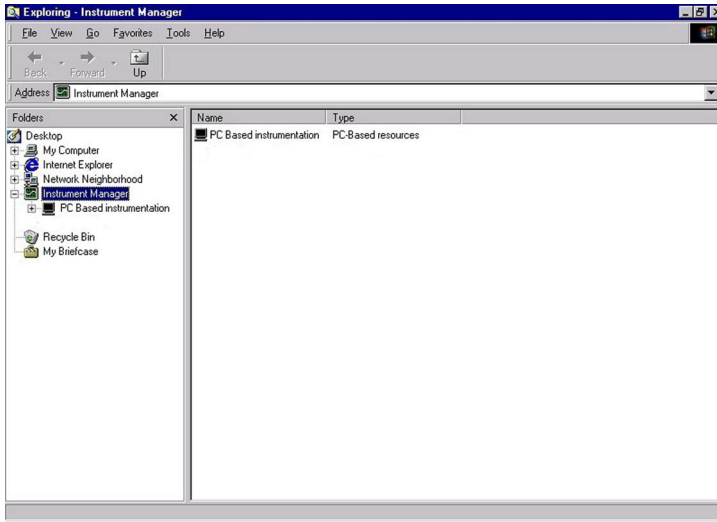 Exploring - Instrument Manager
File View Go Favorites Tools Help
Back Forward Up
Address Instrument Manager
Folders
Name Type
Desktop
PC Based instrumentation PC-Based resources
My Computer
Internet Explorer
Network Neighborhood
Instrument Manager
PC Based instrumentation
Recycle Bin
My Briefcase